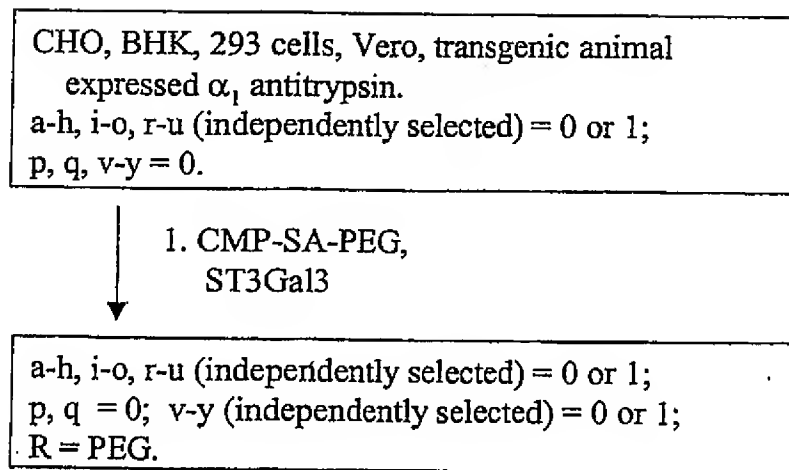 CHO, BHK, 293 cells, Vero, transgenic animal
expressed α₁ antitrypsin.
a-h, i-o, r-u (independently selected) = 0 or 1;
p, q, v-y = 0.
1. CMP-SA-PEG,
ST3Gal3
a-h, i-o, r-u (independently selected) = 0 or 1;
p, q = 0; v-y (independently selected) = 0 or 1;
R = PEG.